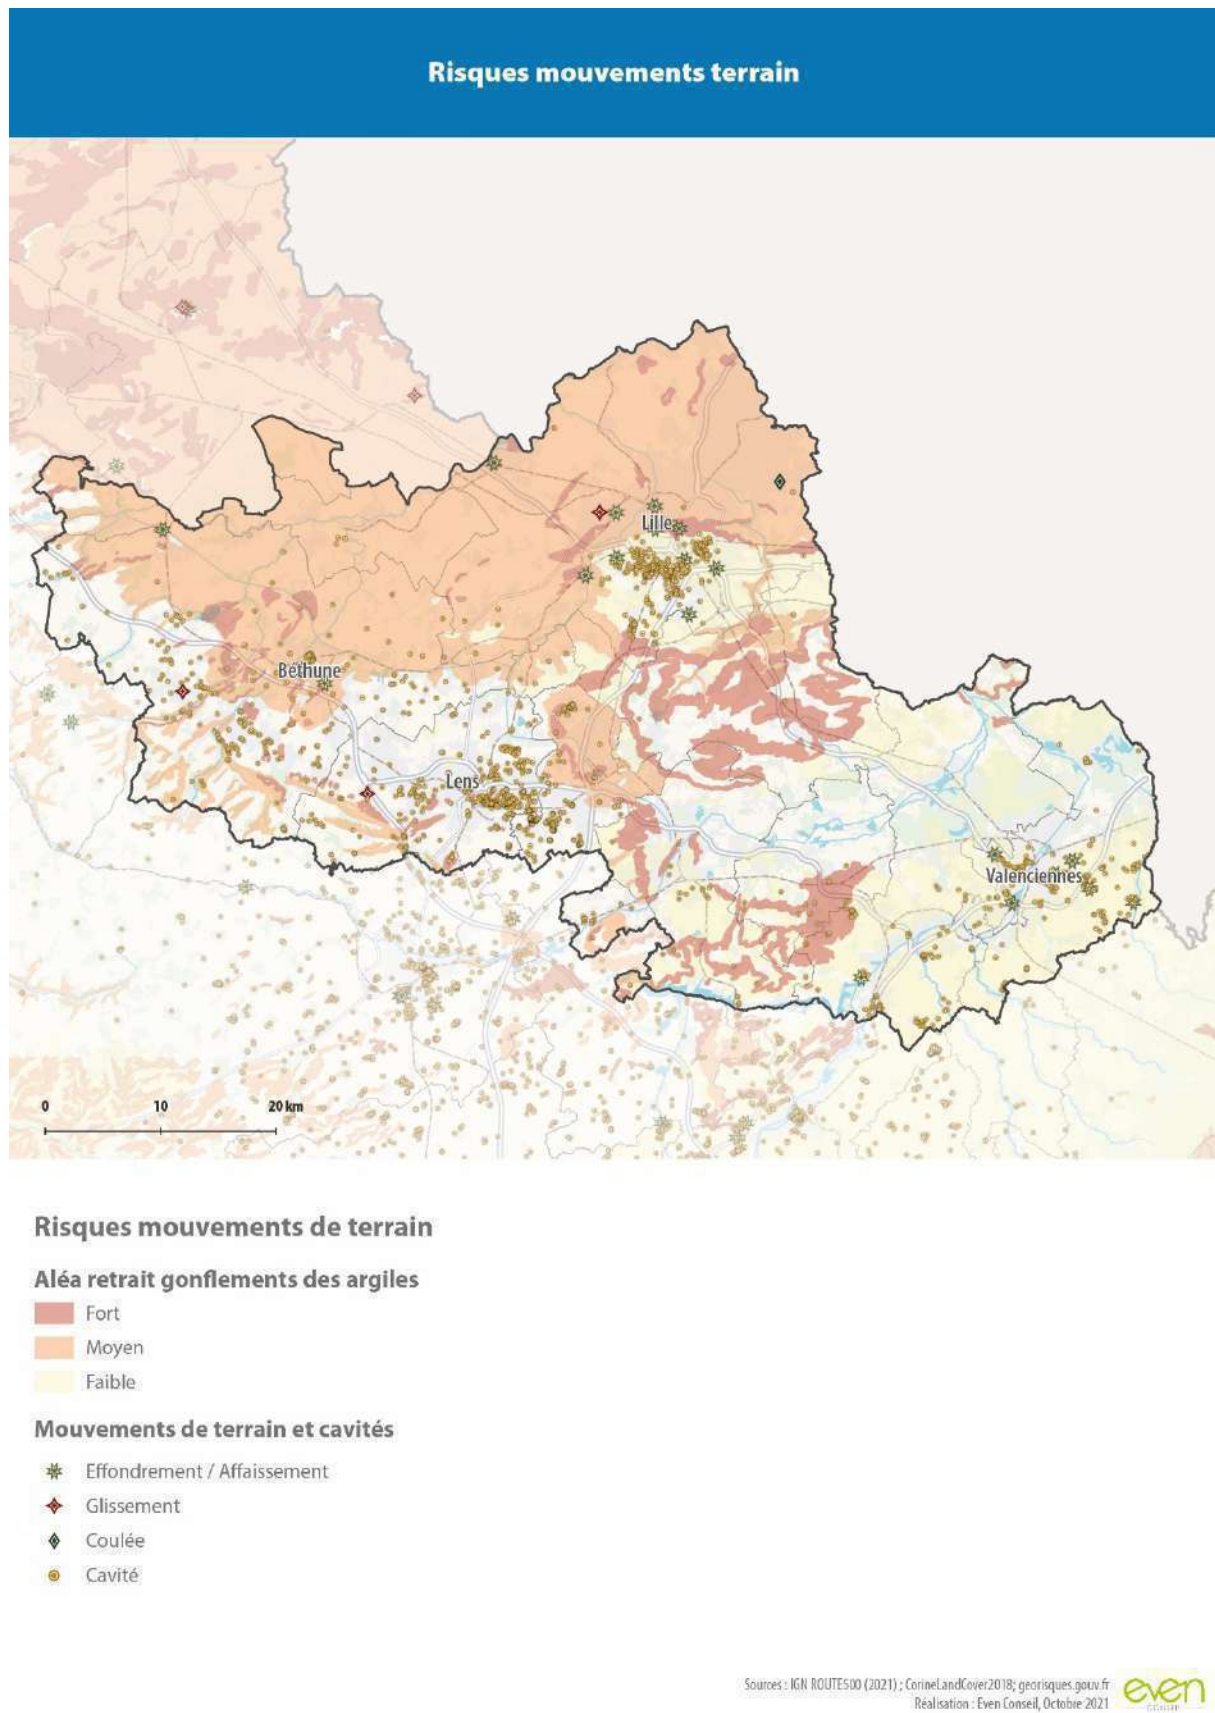 Risques mouvements terrain
Lille
Béthune
Lens
Valenciennes
0 10 20 km
Risques mouvements de terrain
Aléa retrait gonflements des argiles
Fort
Moyen
Faible
Mouvements de terrain et cavités
Effondrement / Affaissement
Glissement
Coulée
Cavité
Sources : IGN ROUTE500 (2021) ; CorineLandCover2018; georisques.gouv.fr
Réalisation : Even Conseil, Octobre 2021
even
CONSEIL